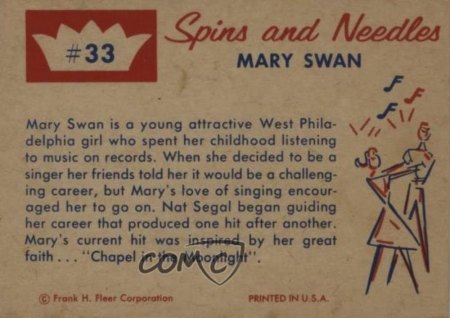 #33
Spins and Needles
MARY SWAN
Mary Swan is a young attractive West Phila-
delphia girl who spent her childhood listening
to music on records. When she decided to be a
singer her friends told her it would be a challeng-
ing career, but Mary's love of singing encour-
aged her to go on. Nat Segal began guiding
her career that produced one hit after another.
Mary's current hit was inspired by her great
faith . . . "Chapel in the Moonlight".
COMC
© Frank H. Fleer Corporation
PRINTED IN U.S.A.